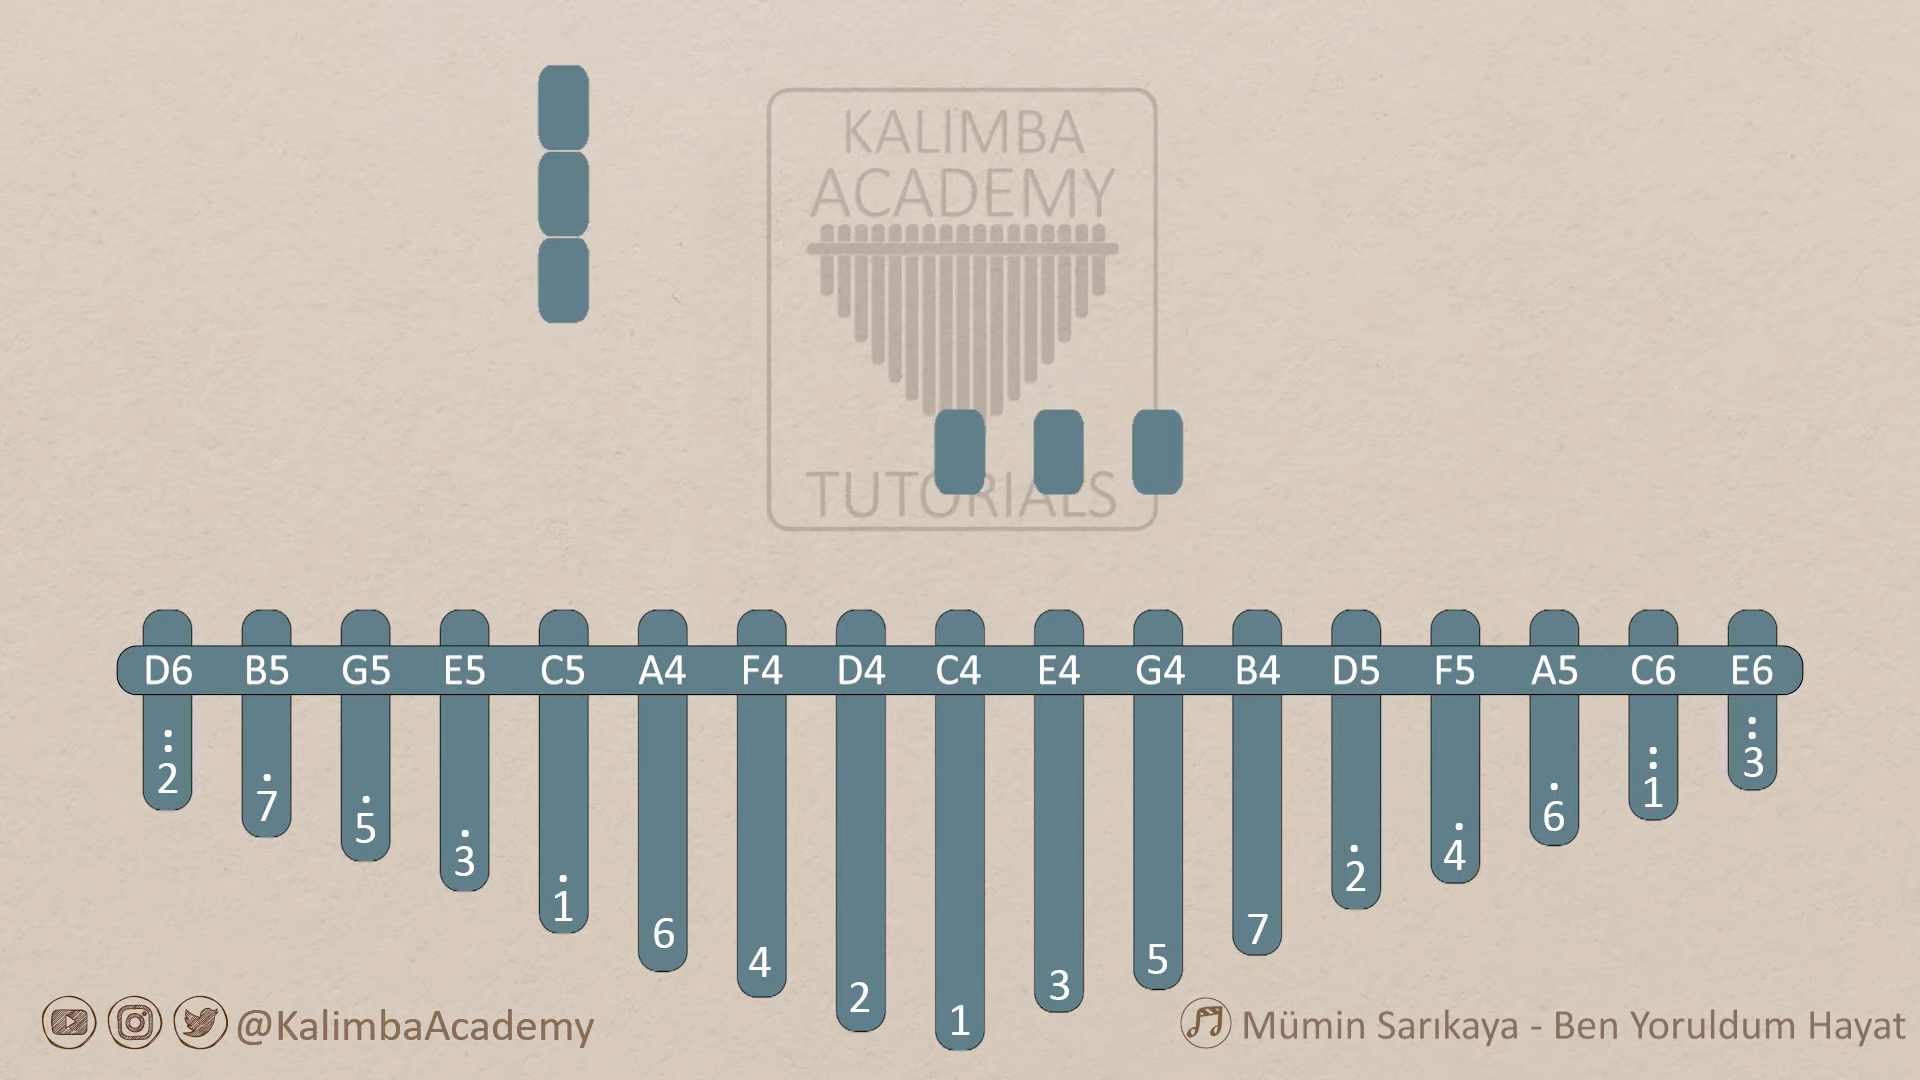 KALIMBA
ACADEMY
TUTORIALS
D6 B5 G5 E5 C5 A4 F4 D4 C4 E4 G4 B4 D5 F5 A5 C6 E6
2̈ 7̇ 5̇ 3̇ 1̇ 6 4 2 1 3 5 7 2̇ 4̇ 6̇ 1̈ 3̈
@KalimbaAcademy
Mümin Sarıkaya - Ben Yoruldum Hayat